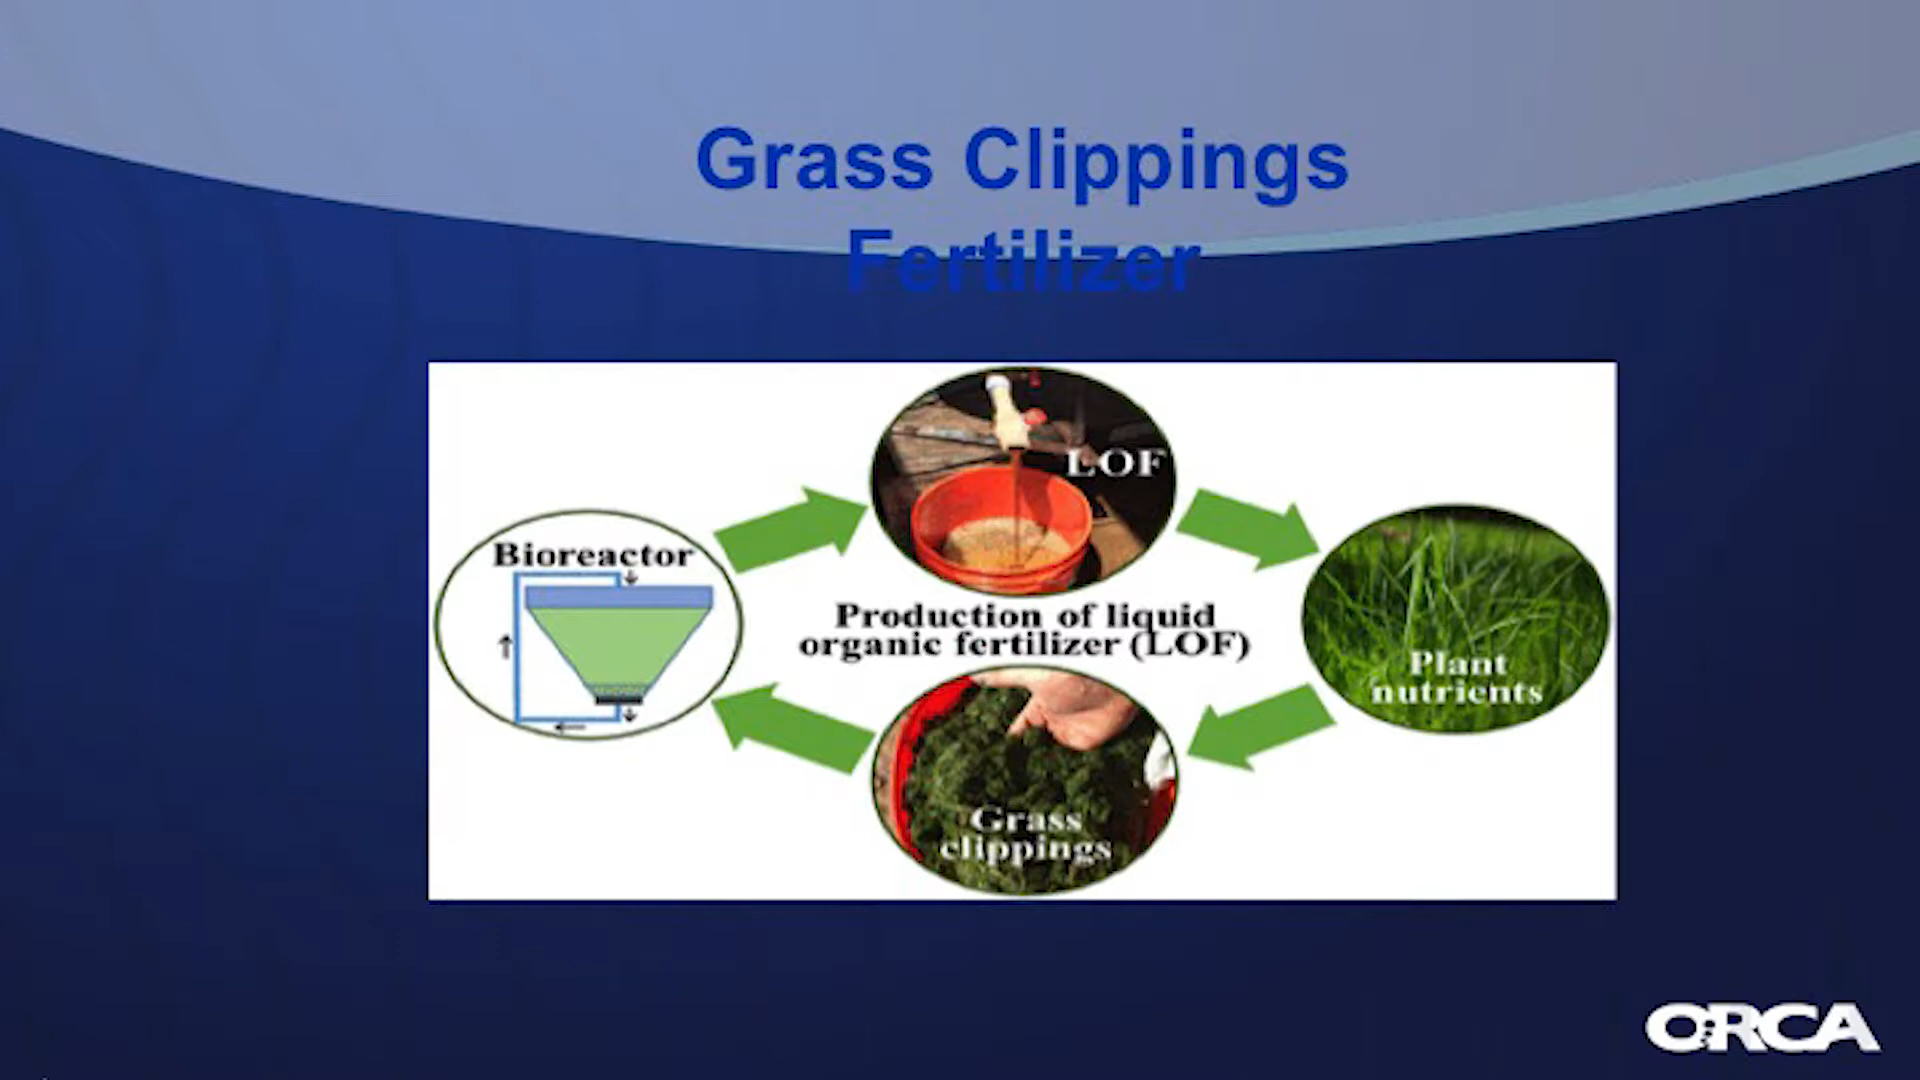 Grass Clippings
Fertilizer
LOF
Bioreactor
Production of liquid
organic fertilizer (LOF)
Plant
nutrients
Grass
clippings
ORCA